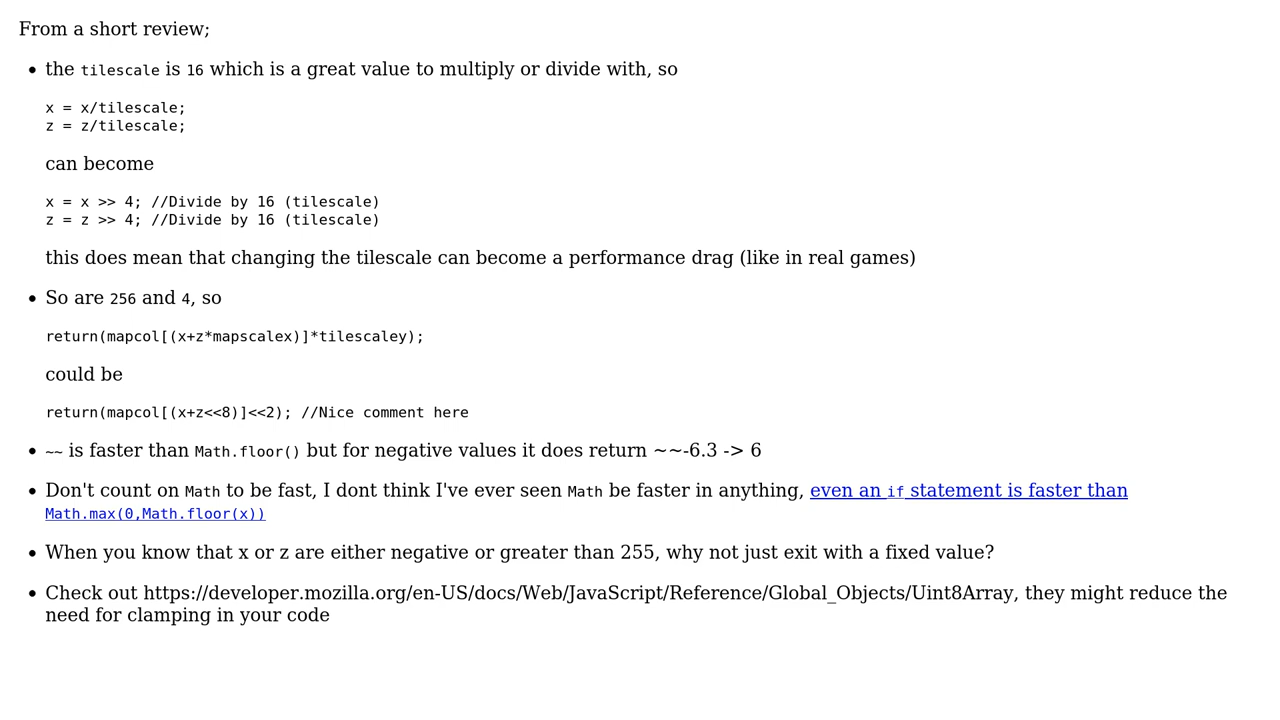 From a short review;
• the tilescale is 16 which is a great value to multiply or divide with, so
x = x/tilescale;
z = z/tilescale;
can become
x = x >> 4; //Divide by 16 (tilescale)
z = z >> 4; //Divide by 16 (tilescale)
this does mean that changing the tilescale can become a performance drag (like in real games)
• So are 256 and 4, so
return(mapcol[(x+z*mapscalex)]*tilescaley);
could be
return(mapcol[(x+z<<8)]<<2); //Nice comment here
• ~~ is faster than Math.floor() but for negative values it does return ~~-6.3 -> 6
• Don't count on Math to be fast, I dont think I've ever seen Math be faster in anything, even an if statement is faster than
Math.max(0,Math.floor(x))
• When you know that x or z are either negative or greater than 255, why not just exit with a fixed value?
• Check out https://developer.mozilla.org/en-US/docs/Web/JavaScript/Reference/Global_Objects/Uint8Array, they might reduce the
need for clamping in your code